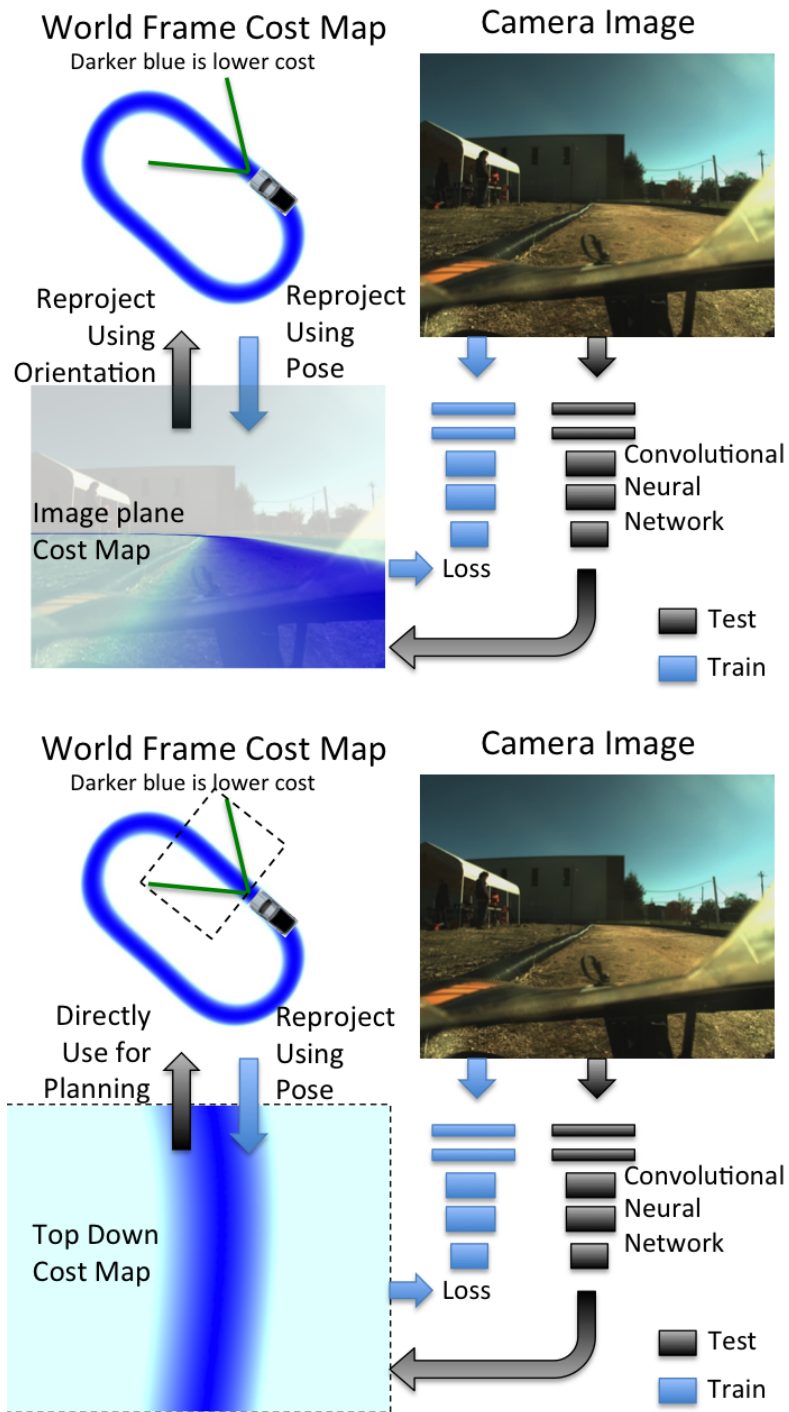 World Frame Cost Map
Darker blue is lower cost
Camera Image
Reproject
Using
Orientation
Reproject
Using
Pose
Image plane
Cost Map
Convolutional
Neural
Network
Loss
Test
Train
World Frame Cost Map
Darker blue is lower cost
Camera Image
Directly
Use for
Planning
Reproject
Using
Pose
Top Down
Cost Map
Convolutional
Neural
Network
Loss
Test
Train